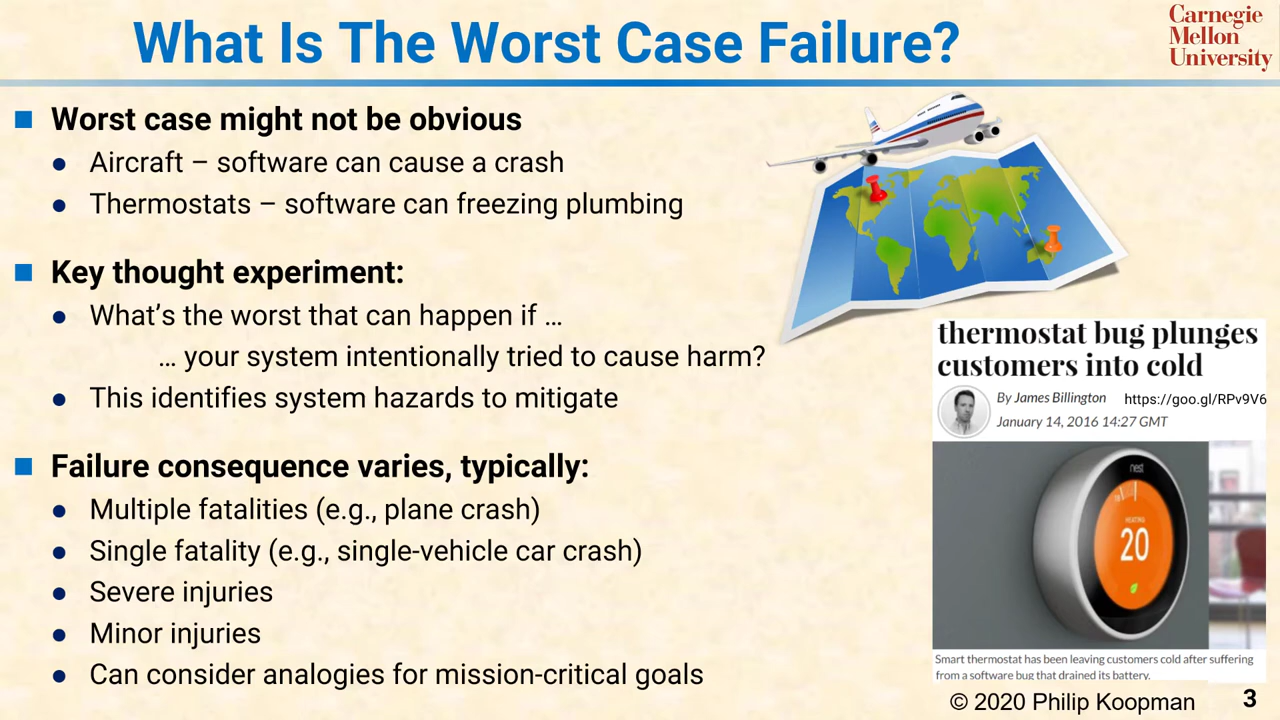 What Is The Worst Case Failure?
Carnegie
Mellon
University
Worst case might not be obvious
Aircraft – software can cause a crash
Thermostats – software can freezing plumbing
Key thought experiment:
What's the worst that can happen if …
… your system intentionally tried to cause harm?
This identifies system hazards to mitigate
Failure consequence varies, typically:
Multiple fatalities (e.g., plane crash)
Single fatality (e.g., single-vehicle car crash)
Severe injuries
Minor injuries
Can consider analogies for mission-critical goals
thermostat bug plunges
customers into cold
By James Billington https://goo.gl/RPv9V6
January 14, 2016 14:27 GMT
nest
HEATING
20
Smart thermostat has been leaving customers cold after suffering
from a software bug that drained its battery.
© 2020 Philip Koopman 3